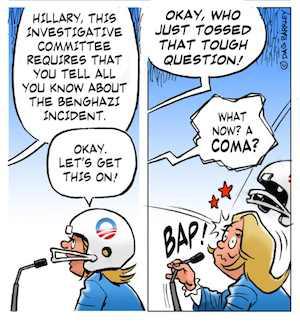 HILLARY, THIS
INVESTIGATIVE
COMMITTEE
REQUIRES THAT
YOU TELL ALL
YOU KNOW ABOUT
THE BENGHAZI
INCIDENT.
OKAY.
LET'S GET
THIS ON!
OKAY, WHO
JUST TOSSED
THAT TOUGH
QUESTION!
WHAT
NOW? A
COMA?
BAP!